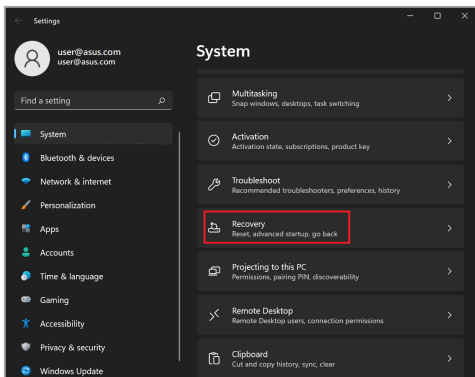 Settings
user@asus.com
user@asus.com
Find a setting
System
Bluetooth & devices
Network & internet
Personalization
Apps
Accounts
Time & language
Gaming
Accessibility
Privacy & security
Windows Update
System
Multitasking
Snap windows, desktops, task switching
Activation
Activation state, subscriptions, product key
Troubleshoot
Recommended troubleshooters, preferences, history
Recovery
Reset, advanced startup, go back
Projecting to this PC
Permissions, pairing PIN, discoverability
Remote Desktop
Remote Desktop users, connection permissions
Clipboard
Cut and copy history, sync, clear